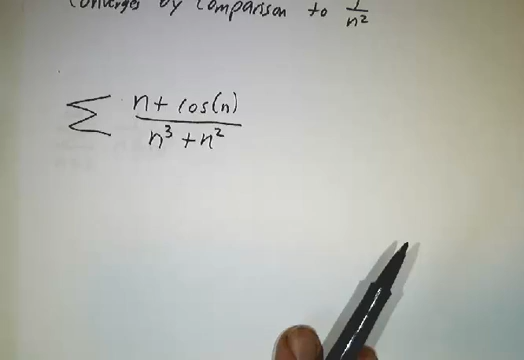 Converges by comparison to 1/n²
Σ (n + cos(n))/(n³ + n²)